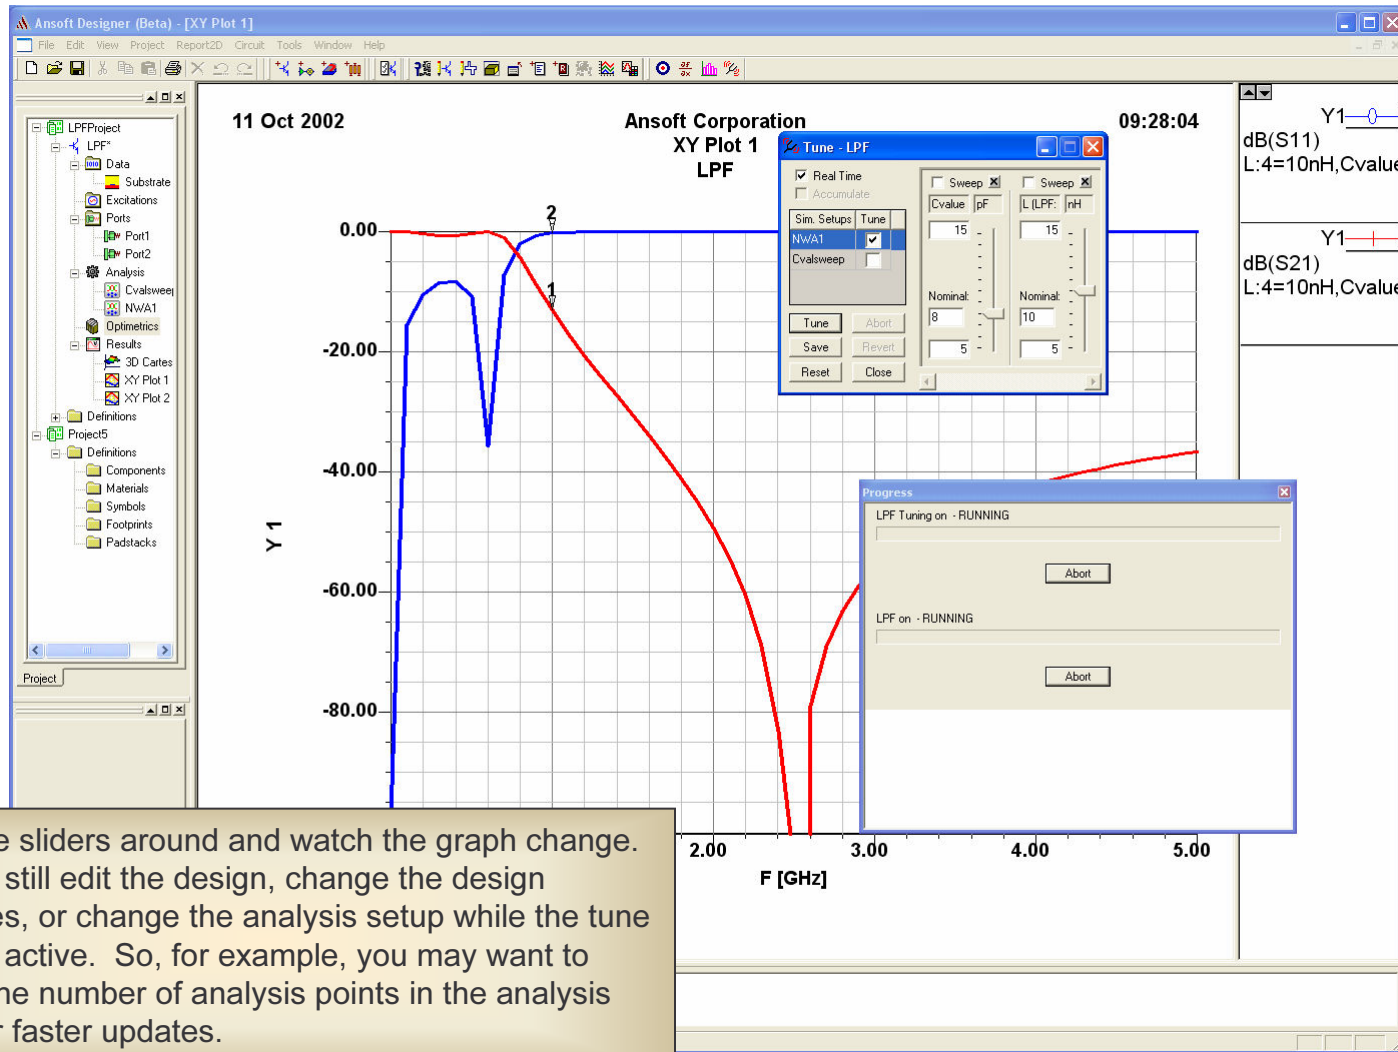 Ansoft Designer (Beta) - [XY Plot 1]
File Edit View Project Report2D Circuit Tools Window Help
LPFProject
LPF*
Data
Substrate
Excitations
Ports
Port1
Port2
Analysis
Cvalsweep
NWA1
Optimetrics
Results
3D Cartes
XY Plot 1
XY Plot 2
Definitions
Project5
Definitions
Components
Materials
Symbols
Footprints
Padstacks
Project
11 Oct 2002
Ansoft Corporation
09:28:04
XY Plot 1
LPF
Y 1
0.00
-20.00
-40.00
-60.00
-80.00
2
1
2.00
3.00
4.00
5.00
F [GHz]
Tune - LPF
Real Time
Accumulate
Sim. Setups Tune
NWA1
Cvalsweep
Tune Abort
Save Revert
Reset Close
Sweep
Cvalue pF
15
Nominal:
8
5
Sweep
L (LPF: nH
15
Nominal:
10
5
Y1
dB(S11)
L:4=10nH,Cvalue
Y1
dB(S21)
L:4=10nH,Cvalue
Progress
LPF Tuning on - RUNNING
Abort
LPF on - RUNNING
Abort
e sliders around and watch the graph change.
still edit the design, change the design
es, or change the analysis setup while the tune
active. So, for example, you may want to
he number of analysis points in the analysis
r faster updates.